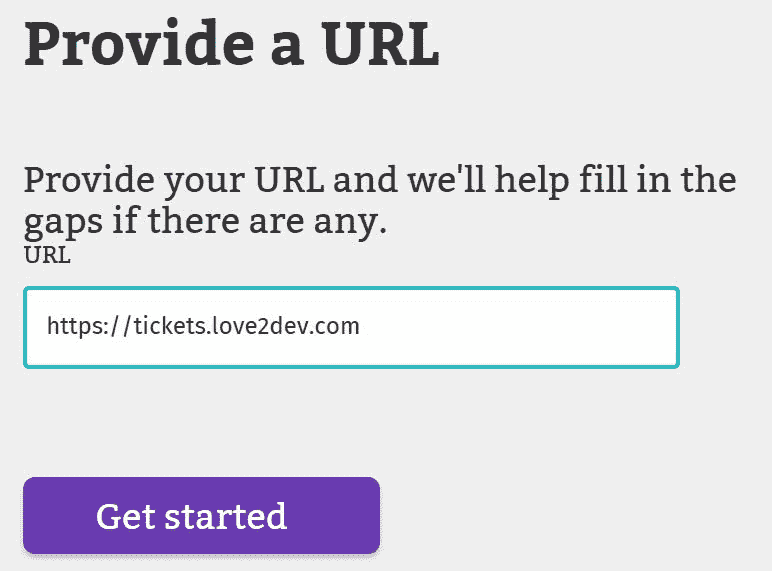 Provide a URL
Provide your URL and we'll help fill in the
gaps if there are any.
URL
https://tickets.love2dev.com
Get started